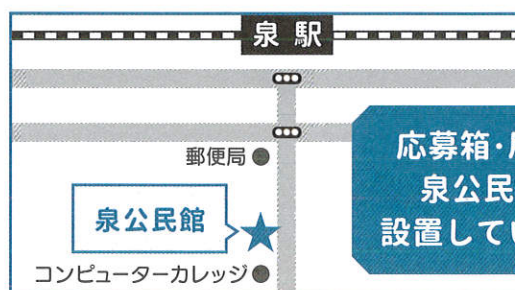 泉駅
郵便局
応募箱・
泉公民
設置してい
泉公民館
コンピューターカレッジ